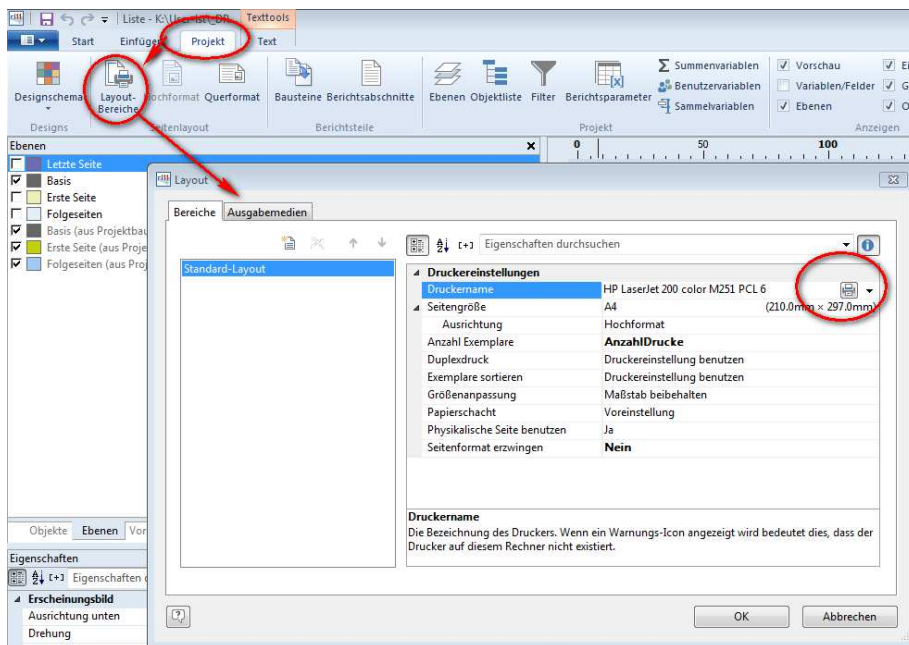 Liste - K:\User
Texttools
Start Einfügen Projekt Text
Designschema
Layout-Bereiche
Hochformat Querformat
Bausteine Berichtsabschnitte
Ebenen Objektliste Filter Berichtsparameter
Summenvariablen
Benutzervariablen
Sammelvariablen
Vorschau
Variablen/Felder
Ebenen
Designs Seitenlayout Berichtsteile Projekt Anzeigen
Ebenen
0 50 100
Letzte Seite
Basis
Erste Seite
Folgeseiten
Basis (aus Projektbau
Erste Seite (aus Proje
Folgeseiten (aus Proj
Layout
Bereiche Ausgabemedien
Eigenschaften durchsuchen
Standard-Layout
Druckereinstellungen
Druckername HP LaserJet 200 color M251 PCL 6
Seitengröße A4 (210.0mm × 297.0mm)
Ausrichtung Hochformat
Anzahl Exemplare AnzahlDrucke
Duplexdruck Druckereinstellung benutzen
Exemplare sortieren Druckereinstellung benutzen
Größenanpassung Maßstab beibehalten
Papierschacht Voreinstellung
Physikalische Seite benutzen Ja
Seitenformat erzwingen Nein
Druckername
Die Bezeichnung des Druckers. Wenn ein Warnungs-Icon angezeigt wird bedeutet dies, dass der
Drucker auf diesem Rechner nicht existiert.
Objekte Ebenen Vor
Eigenschaften
Eigenschaften
Erscheinungsbild
Ausrichtung unten
Drehung
OK Abbrechen